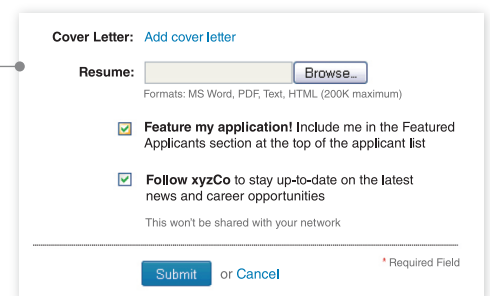 Cover Letter: Add cover letter
Resume: Browse...
Formats: MS Word, PDF, Text, HTML (200K maximum)
Feature my application! Include me in the Featured
Applicants section at the top of the applicant list
Follow xyzCo to stay up-to-date on the latest
news and career opportunities
This won't be shared with your network
* Required Field
Submit or Cancel